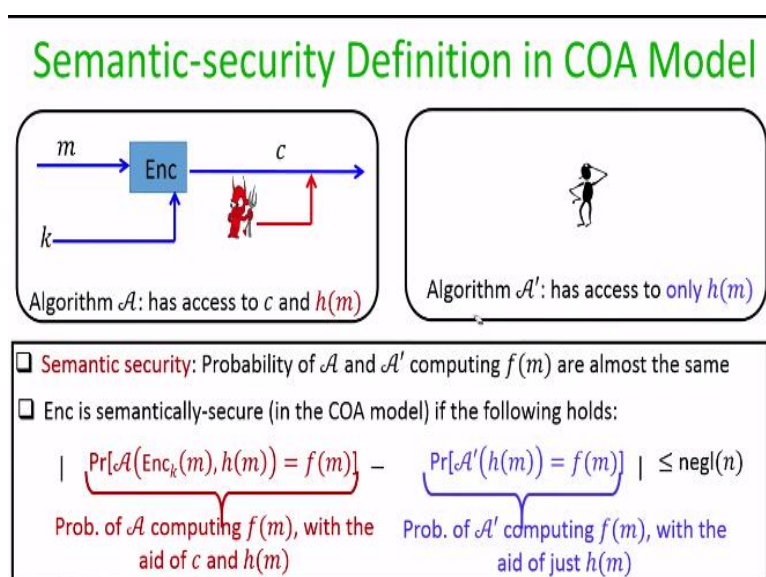 Semantic-security Definition in COA Model
m
Enc
c
k
Algorithm 𝒜: has access to c and h(m)
Algorithm 𝒜′: has access to only h(m)
❑ Semantic security: Probability of 𝒜 and 𝒜′ computing f(m) are almost the same
❑ Enc is semantically-secure (in the COA model) if the following holds:
| Pr[𝒜(Encₖ(m), h(m)) = f(m)] − Pr[𝒜′(h(m)) = f(m)] | ≤ negl(n)
Prob. of 𝒜 computing f(m), with the
aid of c and h(m)
Prob. of 𝒜′ computing f(m), with the
aid of just h(m)